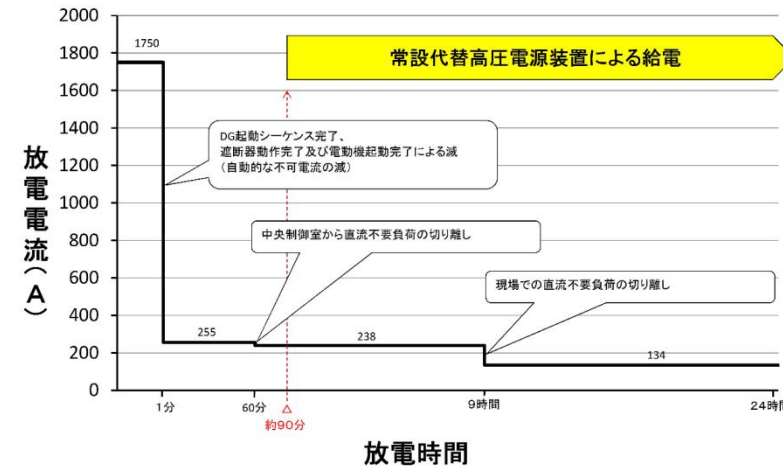 2000
1800
1600
1400
1200
1000
800
600
400
200
0
放電電流(A)
1750
常設代替高圧電源装置による給電
DG起動シーケンス完了、
遮断器動作完了及び電動機起動完了による減
(自動的な不可電流の減)
中央制御室から直流不要負荷の切り離し
現場での直流不要負荷の切り離し
255
238
134
1分
60分
約90分
9時間
24時間
放電時間